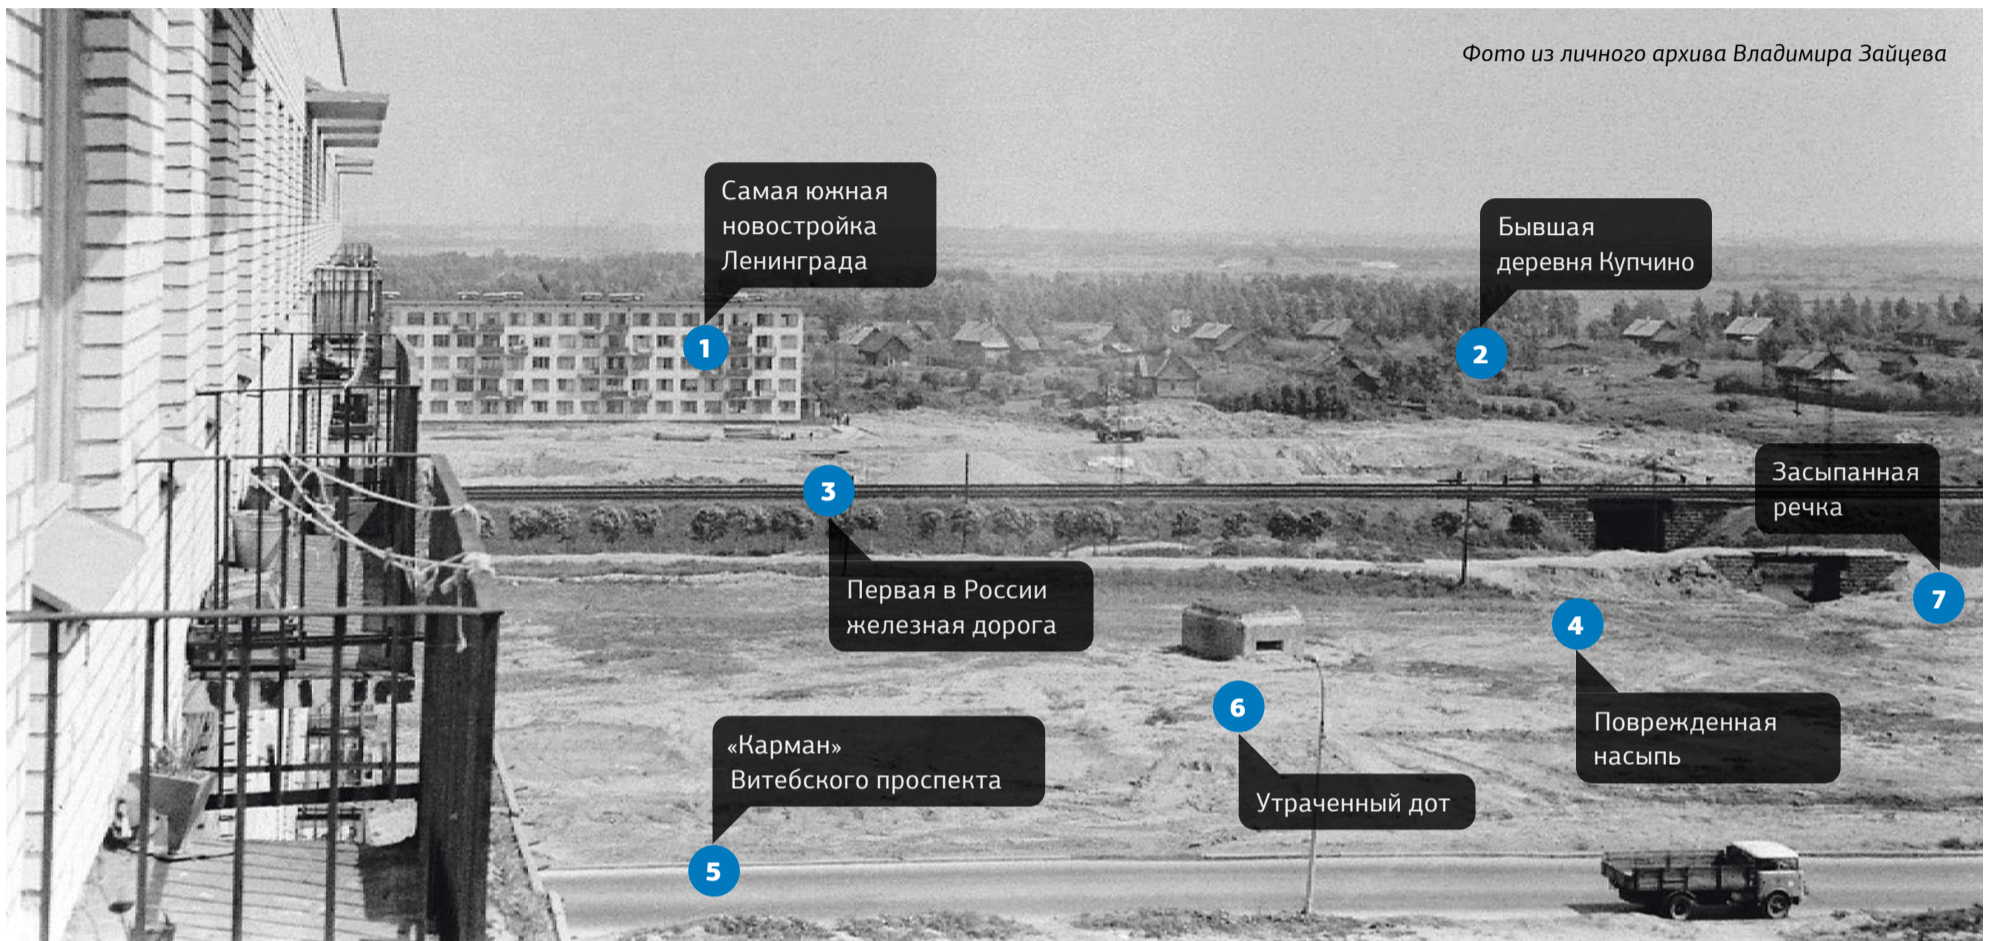 Фото из личного архива Владимира Зайцева
Самая южная
новостройка
Ленинграда
1
Бывшая
деревня Купчино
2
3
Первая в России
железная дорога
Засыпанная
речка
7
4
Поврежденная
насыпь
6
Утраченный дот
«Карман»
Витебского проспекта
5